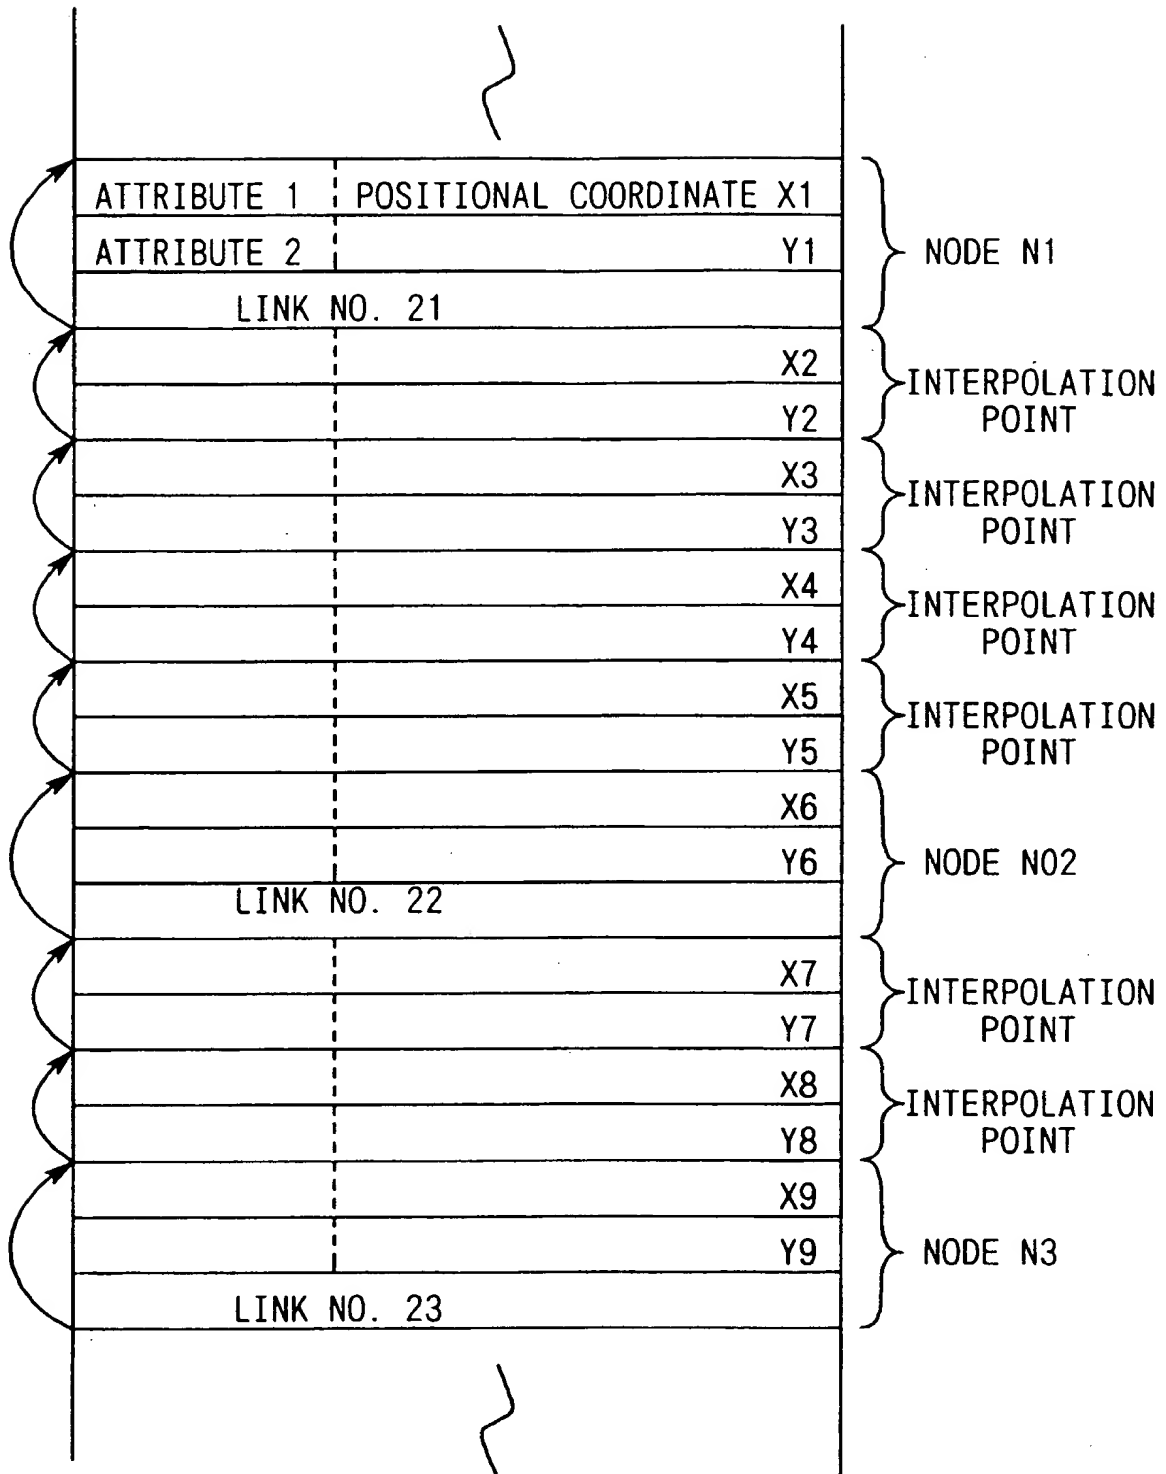 ATTRIBUTE 1 POSITIONAL COORDINATE X1
ATTRIBUTE 2 Y1
NODE N1
LINK NO. 21
X2
INTERPOLATION
POINT
Y2
X3
INTERPOLATION
POINT
Y3
X4
INTERPOLATION
POINT
Y4
X5
INTERPOLATION
POINT
Y5
X6
Y6
NODE N02
LINK NO. 22
X7
INTERPOLATION
POINT
Y7
X8
INTERPOLATION
POINT
Y8
X9
Y9
NODE N3
LINK NO. 23